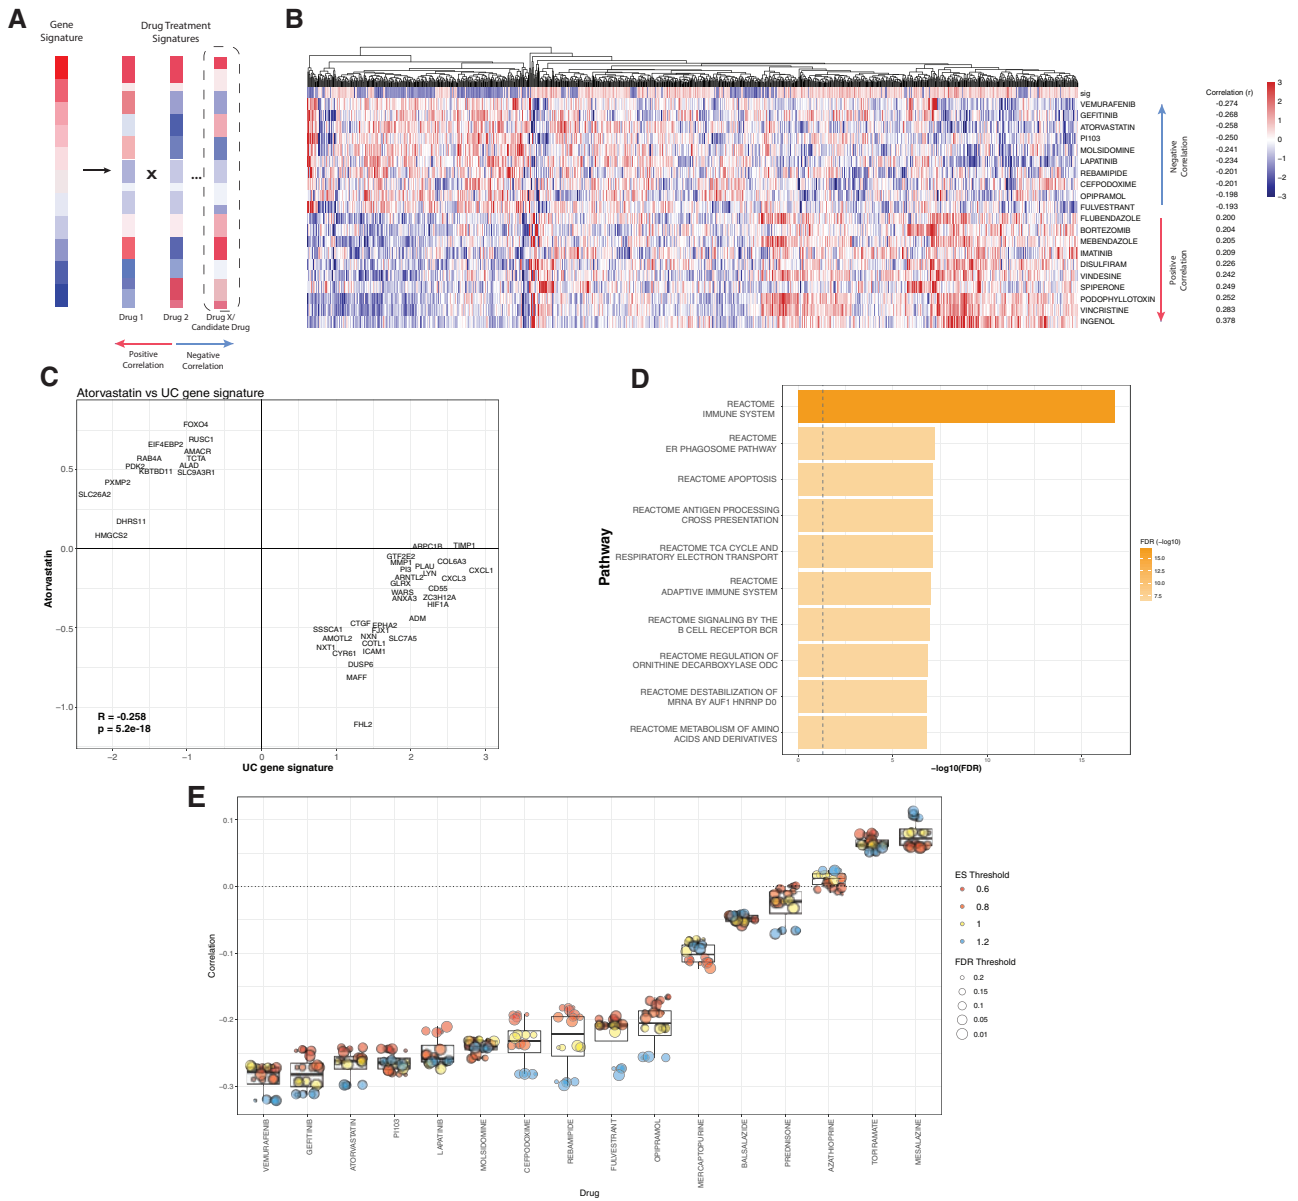 A
Gene
Signature
Drug Treatment
Signatures
X
...
Drug 1
Drug 2
Drug X/
Candidate Drug
Positive
Correlation
Negative
Correlation
B
sig
VEMURAFENIB
GEFITINIB
ATORVASTATIN
PI103
MOLSIDOMINE
LAPATINIB
REBAMIPIDE
CEFPODOXIME
OPIPRAMOL
FULVESTRANT
FLUBENDAZOLE
BORTEZOMIB
MEBENDAZOLE
IMATINIB
DISULFIRAM
VINDESINE
SPIPERONE
PODOPHYLLOTOXIN
VINCRISTINE
INGENOL
Negative
Correlation
Positive
Correlation
Correlation (r)
-0.274
-0.268
-0.258
-0.250
-0.241
-0.234
-0.201
-0.201
-0.198
-0.193
0.200
0.204
0.205
0.209
0.226
0.242
0.249
0.252
0.283
0.378
3
2
1
0
−1
−2
−3
C
Atorvastatin vs UC gene signature
FOXO4
RUSC1
EIF4EBP2
AMACR
RAB4A
TCTA
PDK2
ALAD
KBTBD11
SLC9A3R1
PXMP2
SLC26A2
DHRS11
HMGCS2
ARPC1B
TIMP1
GTF2E2
MMP1
COL6A3
PI3
PLAU
CXCL1
LYN
ARNTL2
CXCL3
GLRX
CD55
WARS
ANXA3
ZC3H12A
HIF1A
ADM
CTGF
EPHA2
SSSCA1
FJX1
AMOTL2
NXN
SLC7A5
NXT1
COTL1
CYR61
ICAM1
DUSP6
MAFF
FHL2
R = -0.258
p = 5.2e-18
0.5
0.0
−0.5
−1.0
Atorvastatin
−2
−1
0
1
2
3
UC gene signature
D
Pathway
REACTOME
IMMUNE SYSTEM
REACTOME
ER PHAGOSOME PATHWAY
REACTOME APOPTOSIS
REACTOME ANTIGEN PROCESSING
CROSS PRESENTATION
REACTOME TCA CYCLE AND
RESPIRATORY ELECTRON TRANSPORT
REACTOME
ADAPTIVE IMMUNE SYSTEM
REACTOME SIGNALING BY THE
B CELL RECEPTOR BCR
REACTOME REGULATION OF
ORNITHINE DECARBOXYLASE ODC
REACTOME DESTABILIZATION OF
MRNA BY AUF1 HNRNP D0
REACTOME METABOLISM OF AMINO
ACIDS AND DERIVATIVES
0
5
10
15
−log10(FDR)
FDR (−log10)
15.0
12.5
10.0
7.5
E
Correlation
0.1
0.0
−0.1
−0.2
−0.3
VEMURAFENIB
GEFITINIB
ATORVASTATIN
PI103
LAPATINIB
MOLSIDOMINE
CEFPODOXIME
REBAMIPIDE
FULVESTRANT
OPIPRAMOL
MERCAPTOPURINE
BALSALAZIDE
PREDNISONE
AZATHIOPRINE
TOPIRAMATE
MESALAZINE
Drug
ES Threshold
0.6
0.8
1
1.2
FDR Threshold
0.2
0.15
0.1
0.05
0.01